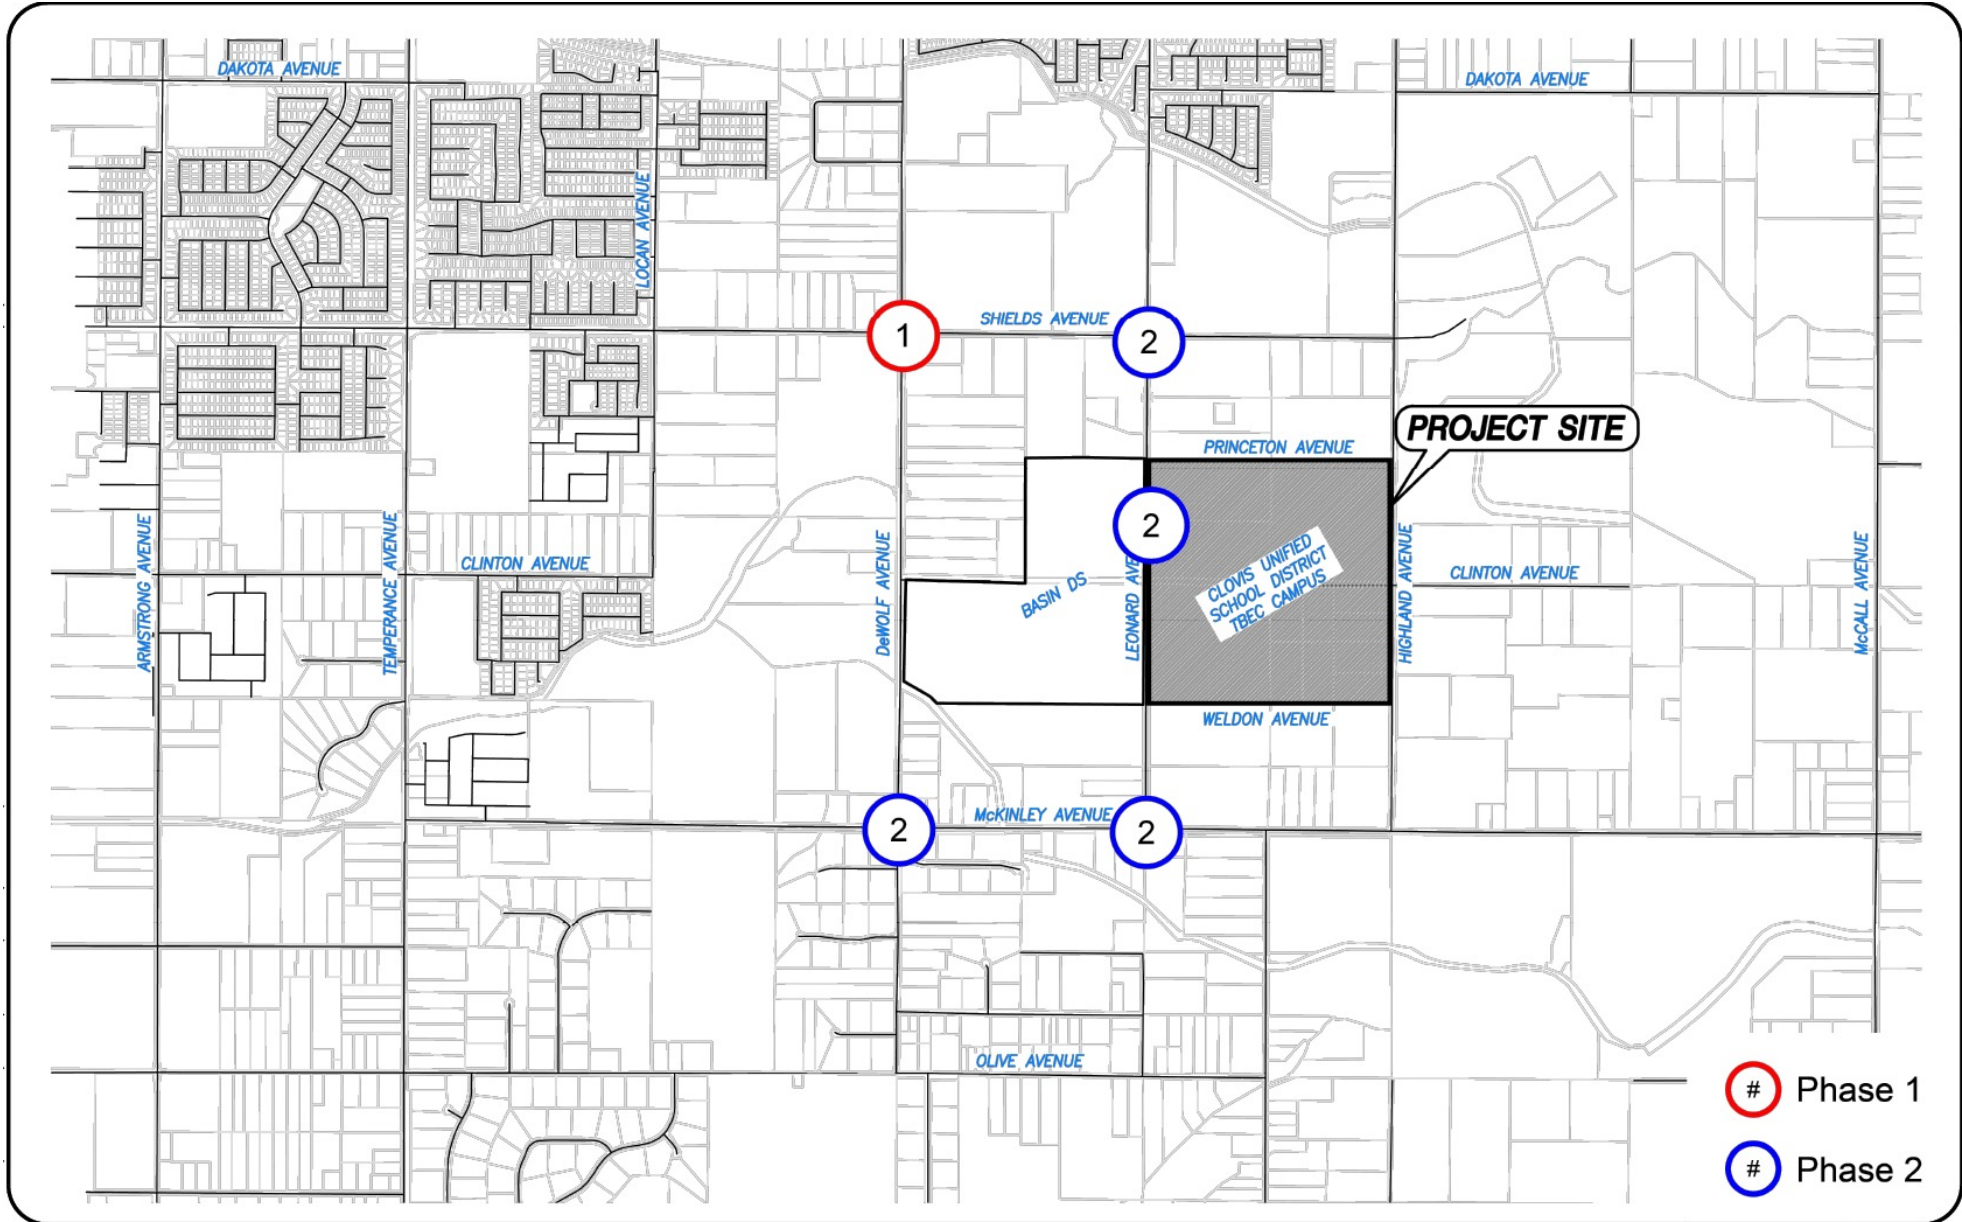 DAKOTA AVENUE
DAKOTA AVENUE
LOCAN AVENUE
SHIELDS AVENUE
1
2
PROJECT SITE
PRINCETON AVENUE
ARMSTRONG AVENUE
TEMPERANCE AVENUE
CLINTON AVENUE
DeWOLF AVENUE
BASIN DS
LEONARD AVE
2
CLOVIS UNIFIED
SCHOOL DISTRICT
TBEC CAMPUS
HIGHLAND AVENUE
CLINTON AVENUE
McCALL AVENUE
WELDON AVENUE
McKINLEY AVENUE
2
2
OLIVE AVENUE
# Phase 1
# Phase 2